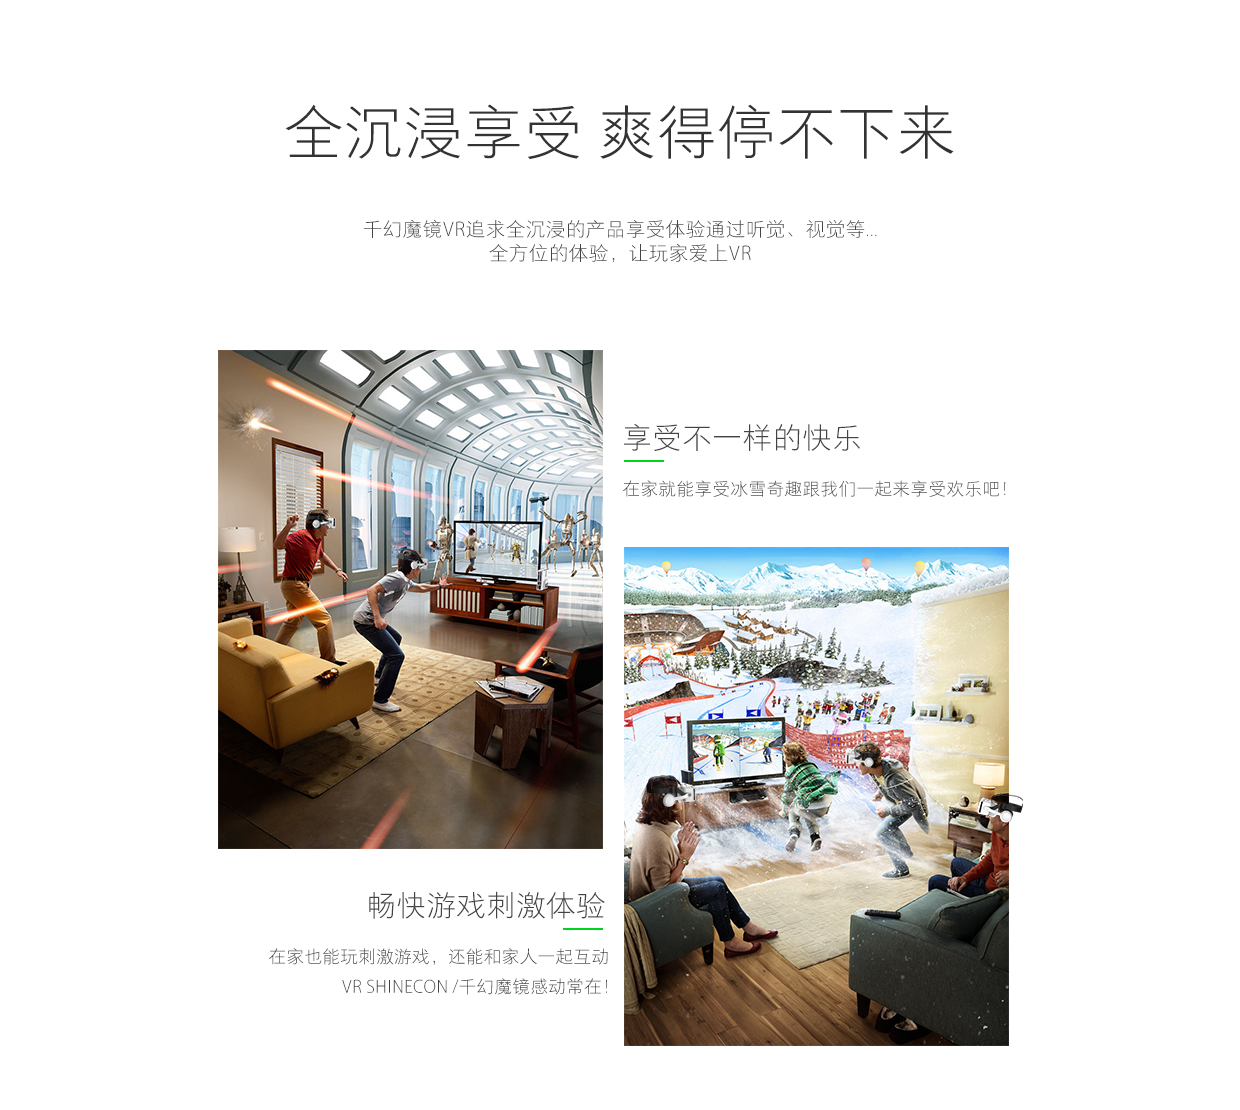 全沉浸享受 爽得停不下来
千幻魔镜VR追求全沉浸的产品享受体验通过听觉、视觉等...
全方位的体验，让玩家爱上VR
享受不一样的快乐
在家就能享受冰雪奇趣跟我们一起来享受欢乐吧！
畅快游戏刺激体验
在家也能玩刺激游戏，还能和家人一起互动
VR SHINECON /千幻魔镜感动常在！